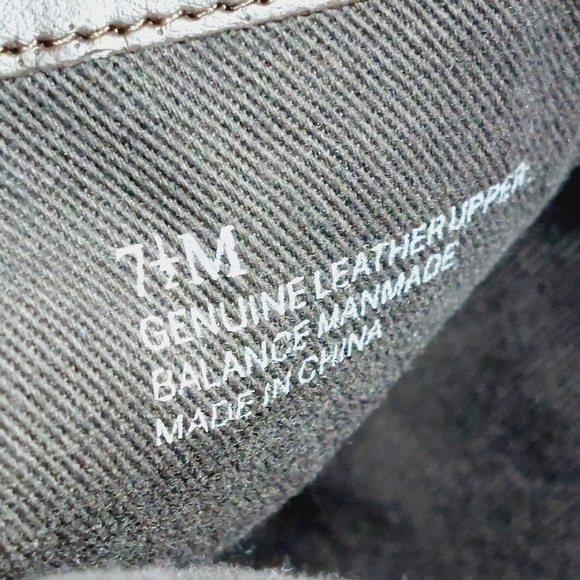 7½M
GENUINE LEATHER UPPER
BALANCE MANMADE
MADE IN CHINA